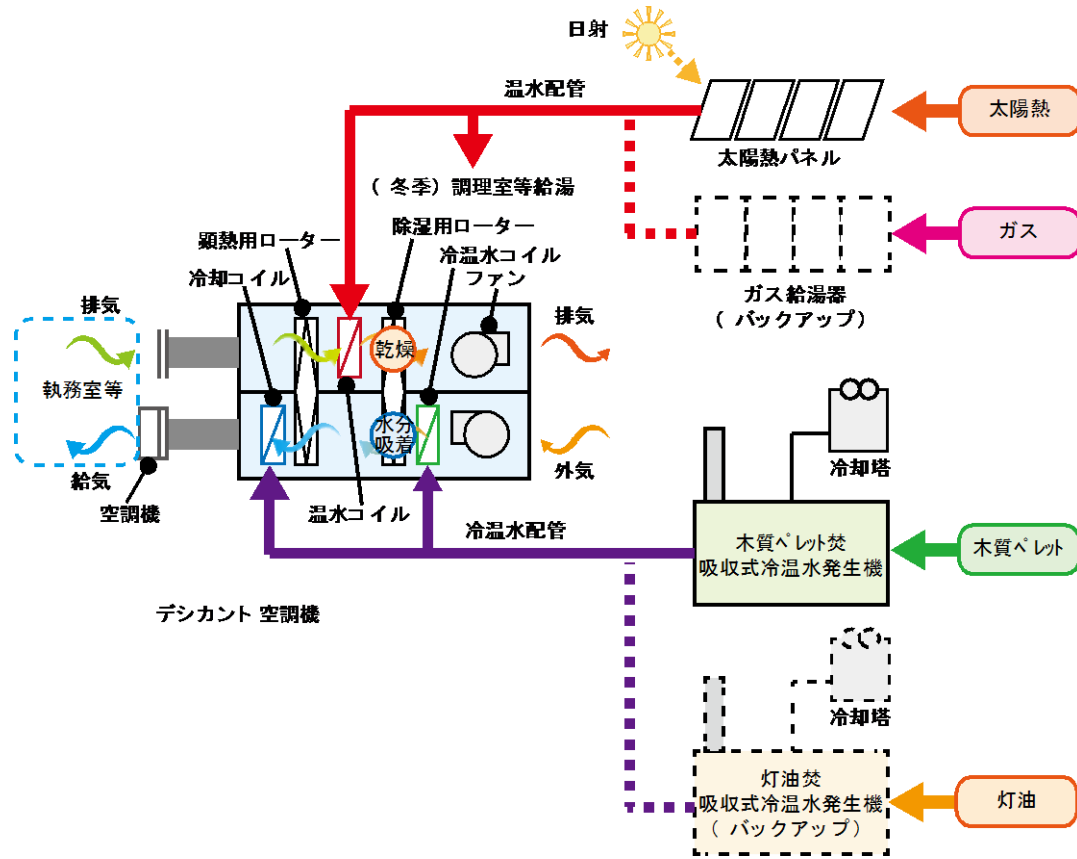 日射
温水配管
太陽熱
太陽熱パネル
(冬季) 調理室等給湯
除湿用ローター
顕熱用ローター
冷温水コイル
冷却コイル
ファン
ガス
ガス給湯器
(バックアップ)
排気
排気
乾燥
執務室等
水分
吸着
給気
外気
空調機
温水コイル
冷温水配管
冷却塔
木質ペレット焚
吸収式冷温水発生機
木質ペレット
デシカント 空調機
冷却塔
灯油焚
吸収式冷温水発生機
(バックアップ)
灯油